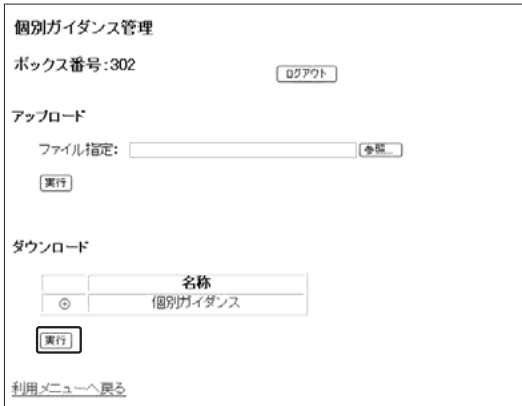 個別ガイダンス管理
ボックス番号:302
ログアウト
アップロード
ファイル指定: 参照...
実行
ダウンロード
名称
個別ガイダンス
実行
利用メニューへ戻る